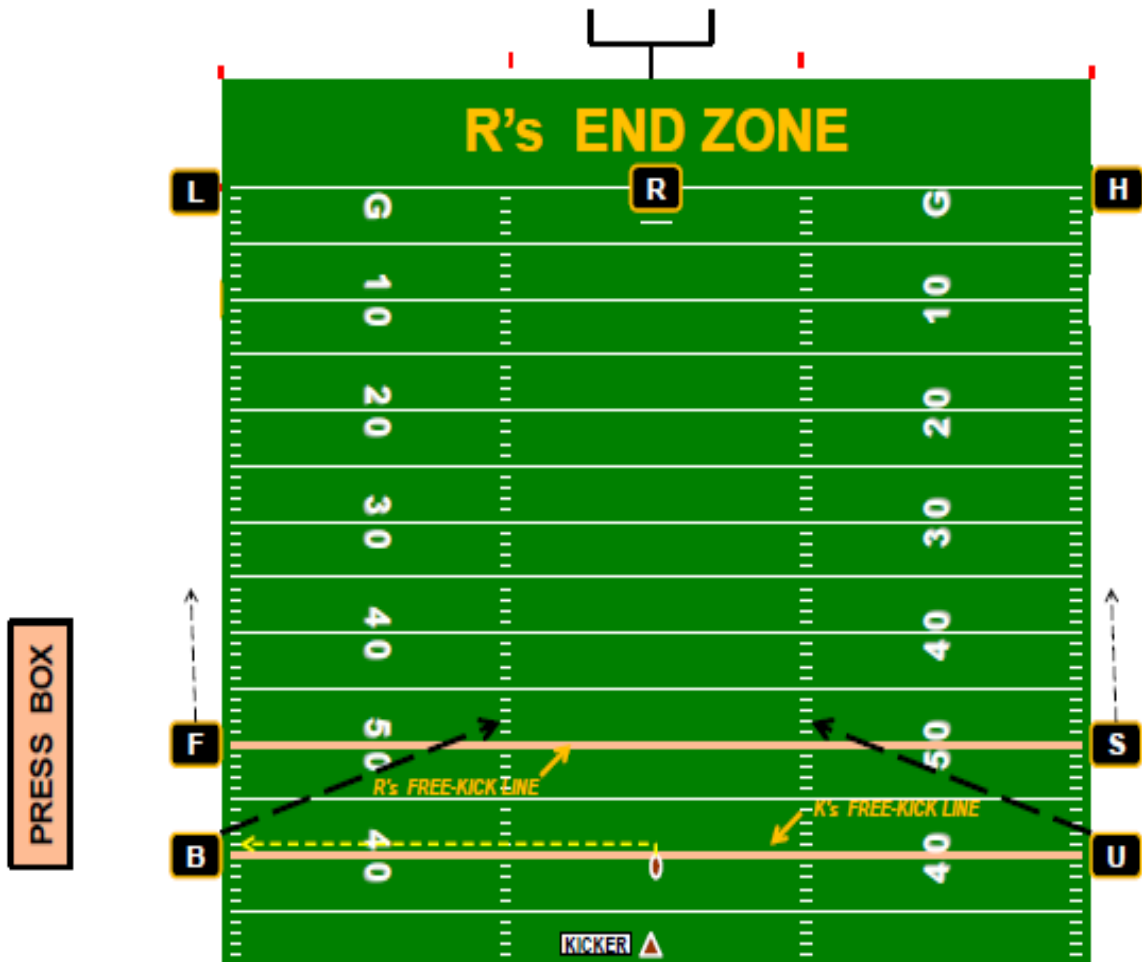 R's END ZONE
L
R
H
G
G
10
10
20
20
30
30
40
40
PRESS BOX
F
50
50
S
R's FREE-KICK LINE
K's FREE-KICK LINE
B
40
40
U
KICKER